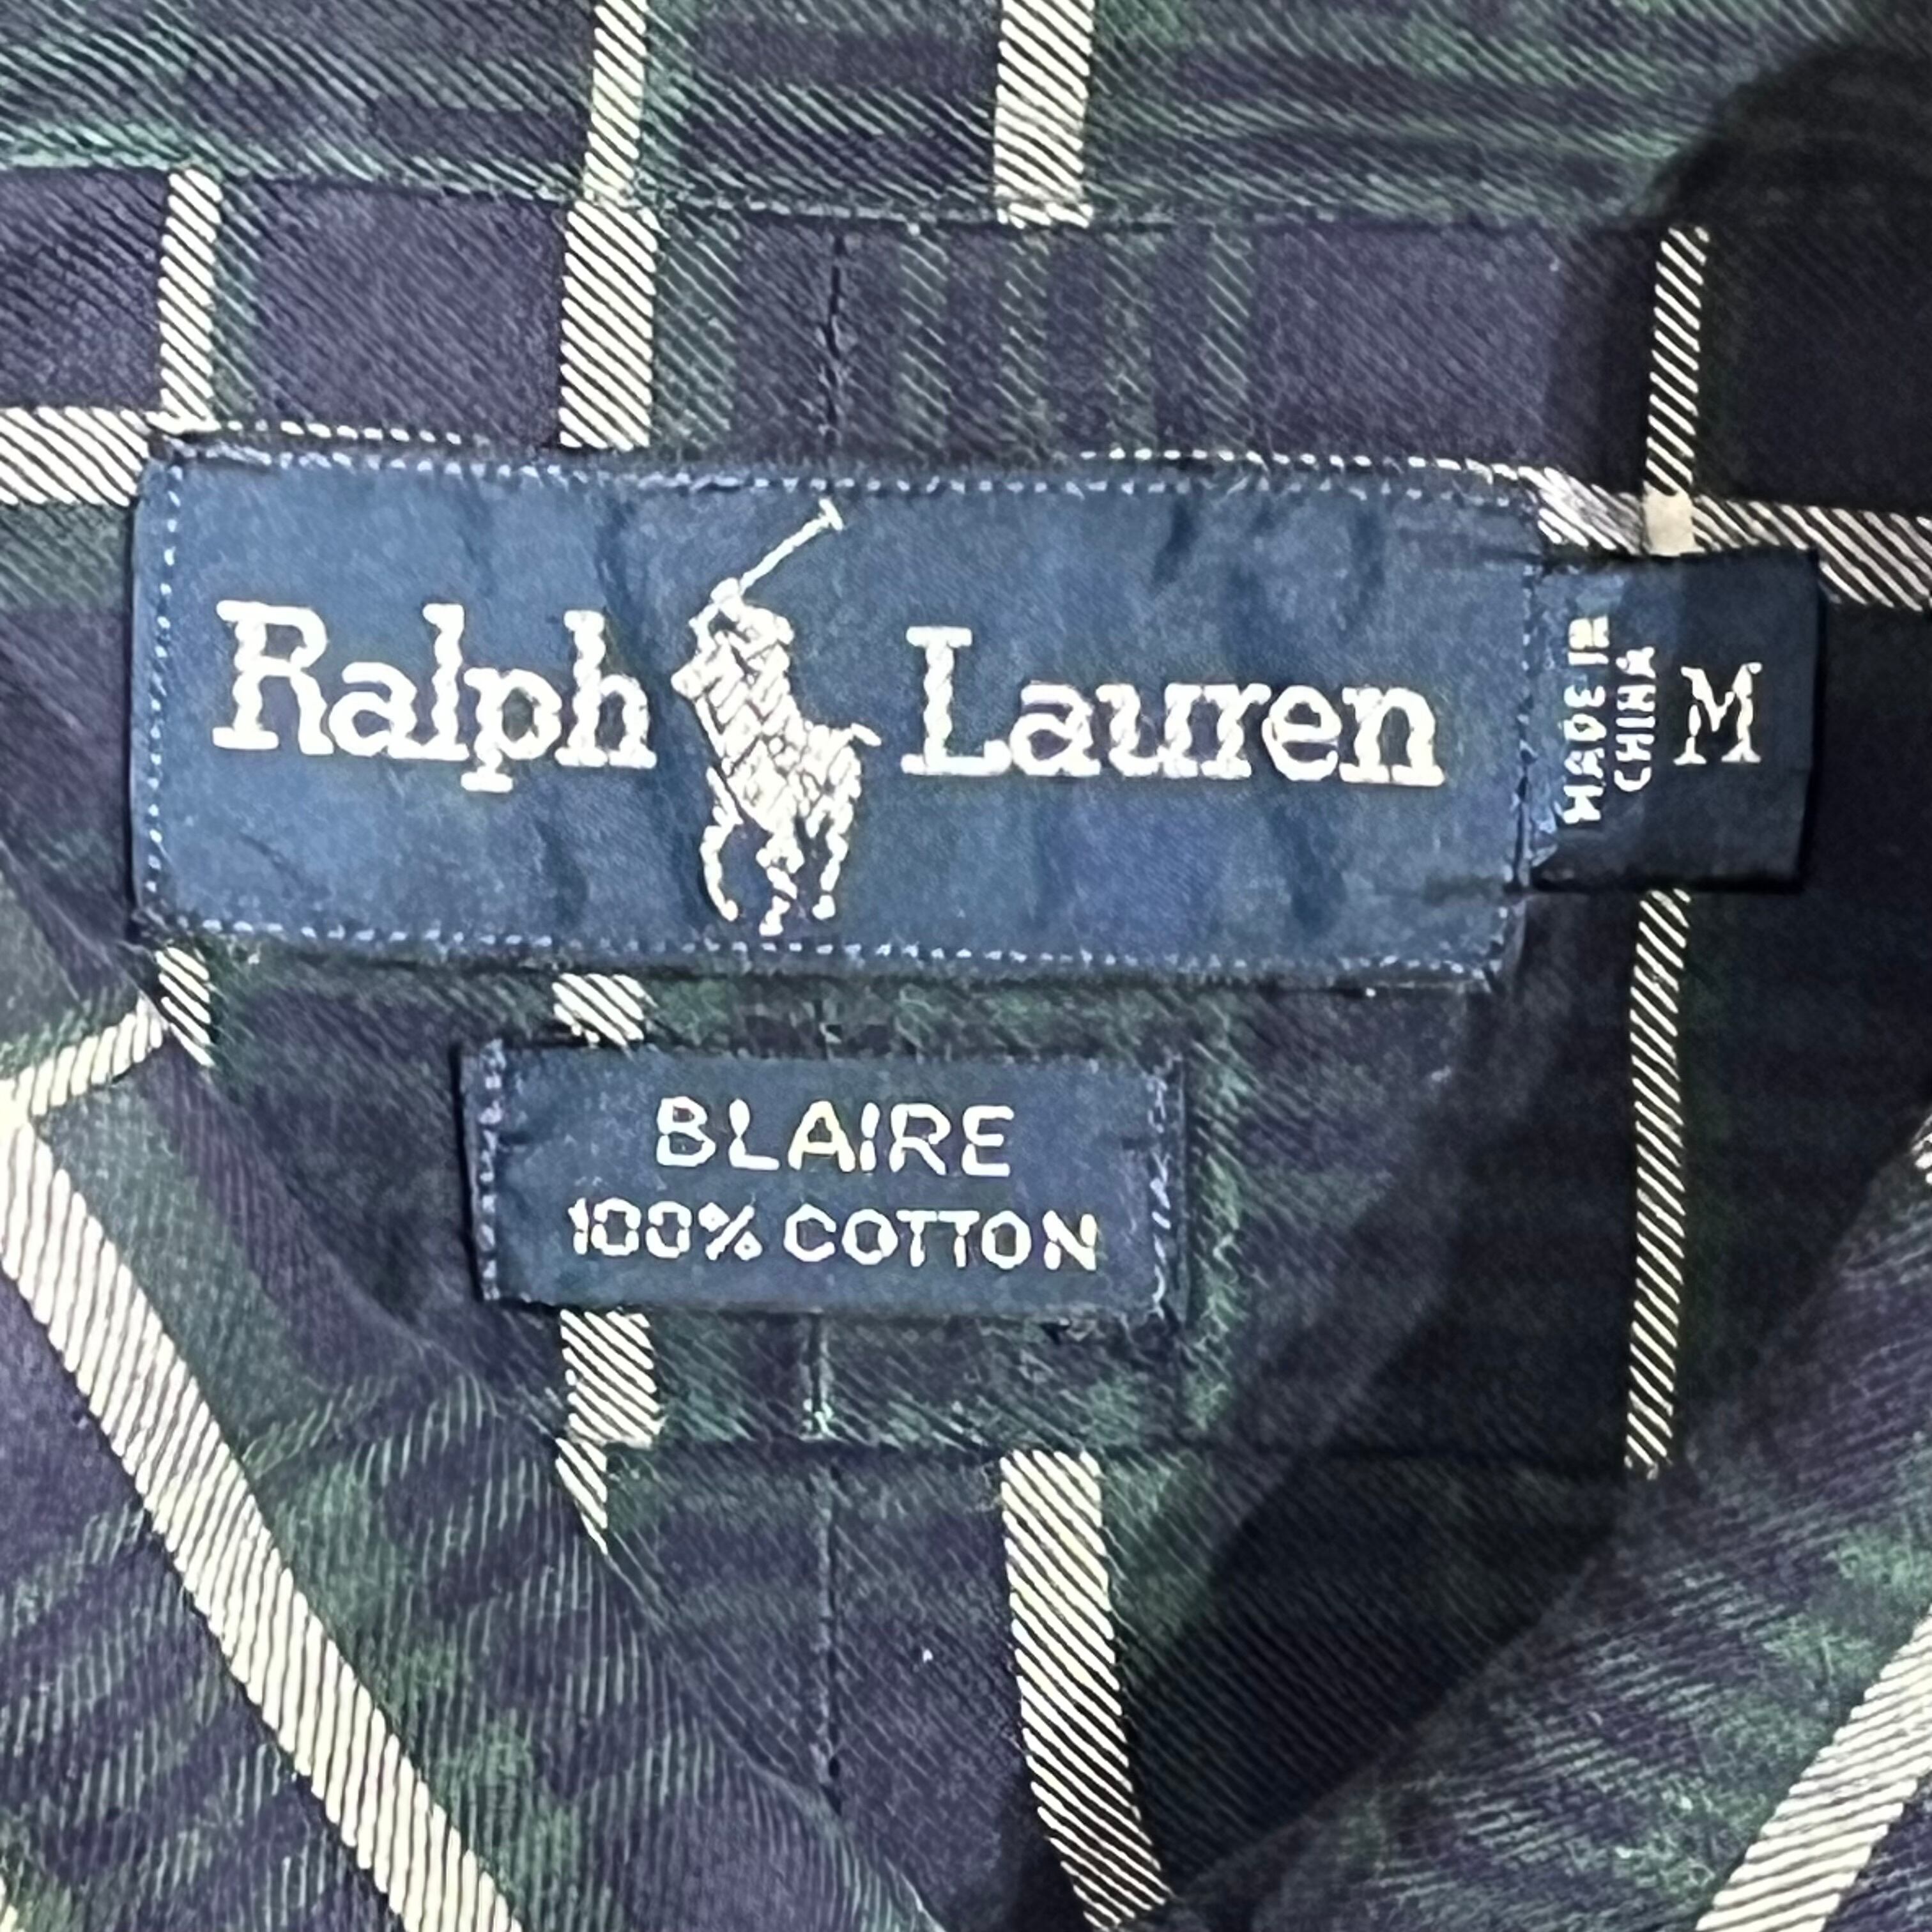 Ralph Lauren
MADE IN
CHINA
M
BLAIRE
100% COTTON